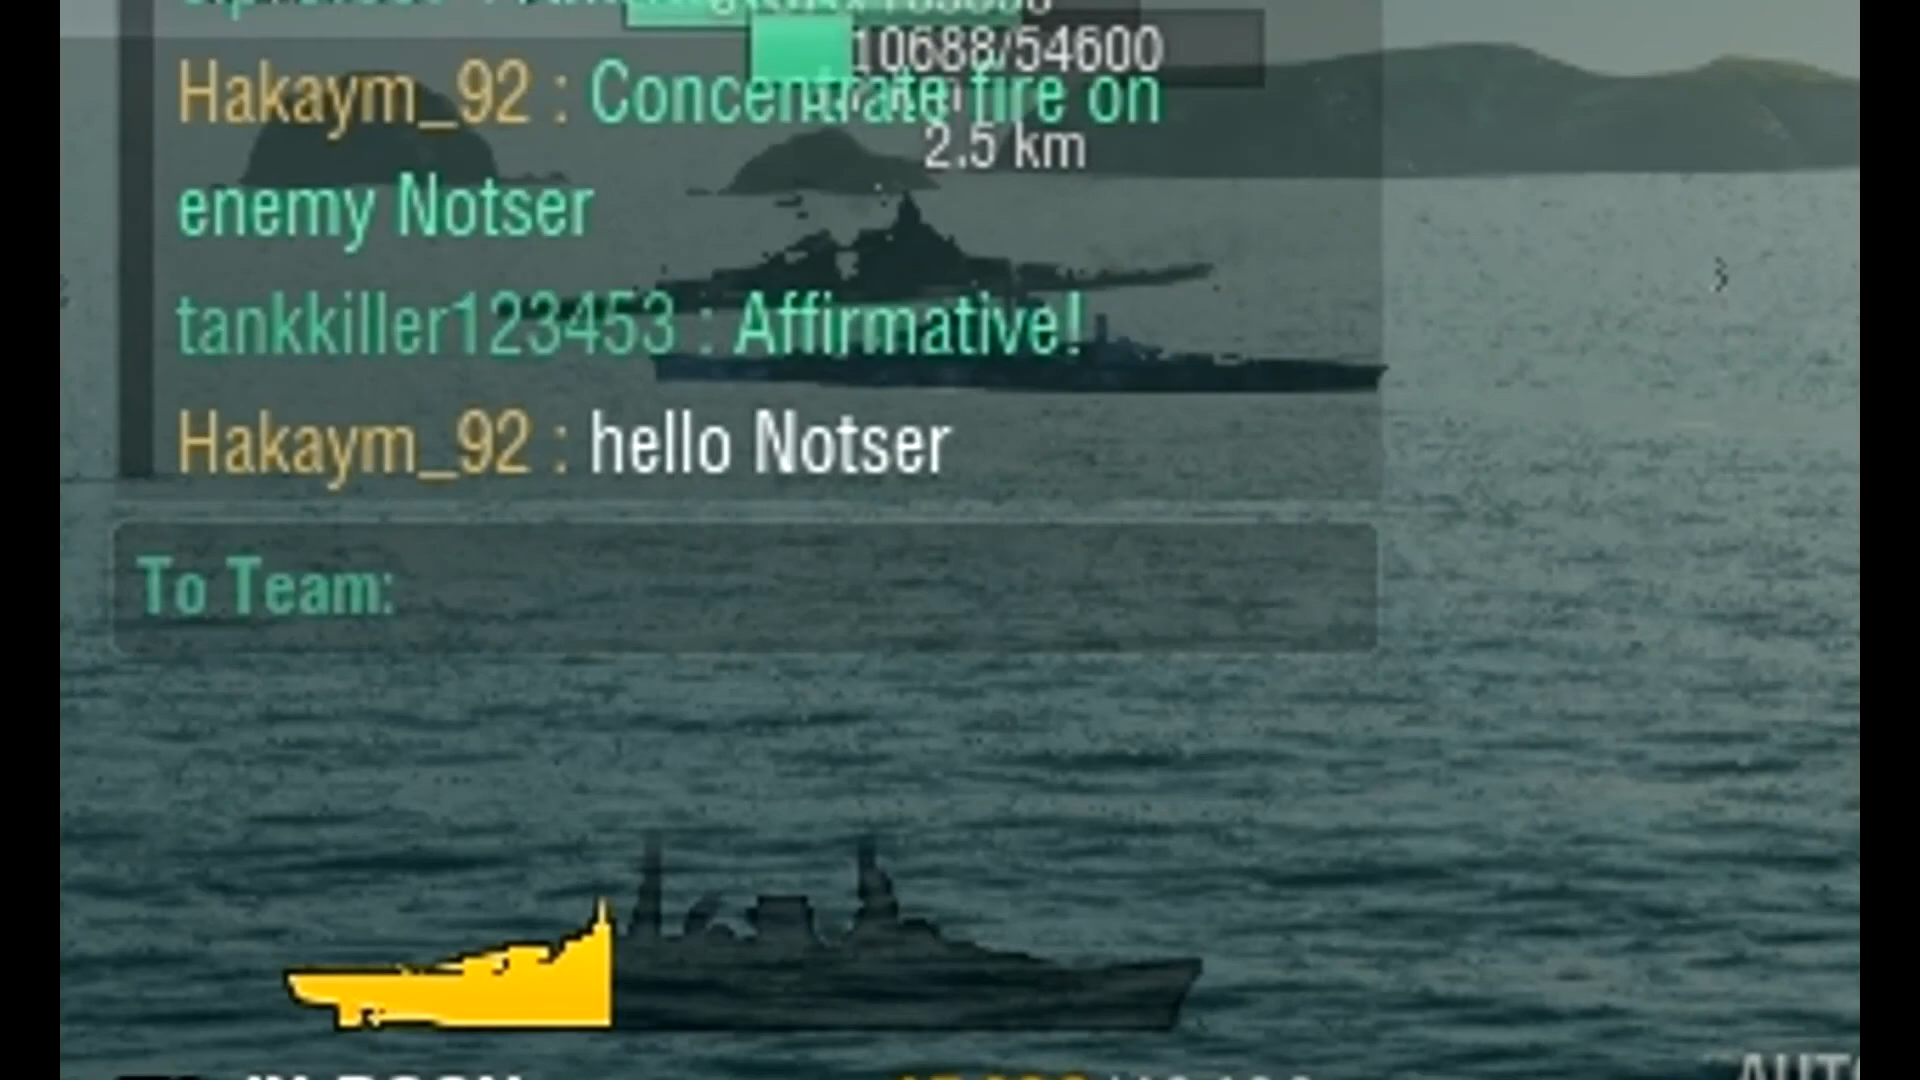 10688/54600
Hakaym_92 : Concentrate fire on
2.5 km
enemy Notser
tankkiller123453 : Affirmative!
Hakaym_92 : hello Notser
To Team: